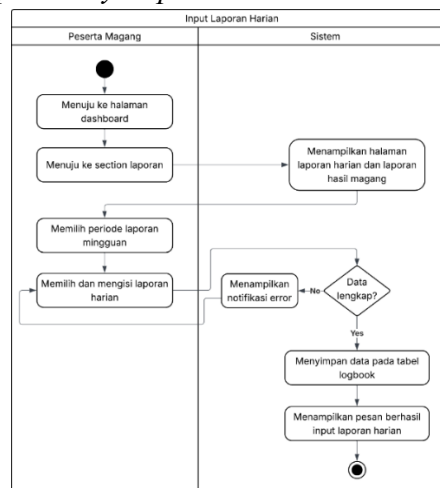 Input Laporan Harian
Peserta Magang
Sistem
Menuju ke halaman
dashboard
Menuju ke section laporan
Menampilkan halaman
laporan harian dan laporan
hasil magang
Memilih periode laporan
mingguan
Memilih dan mengisi laporan
harian
Menampilkan
notifikasi error
No
Data
lengkap?
Yes
Menyimpan data pada tabel
logbook
Menampilkan pesan berhasil
input laporan harian